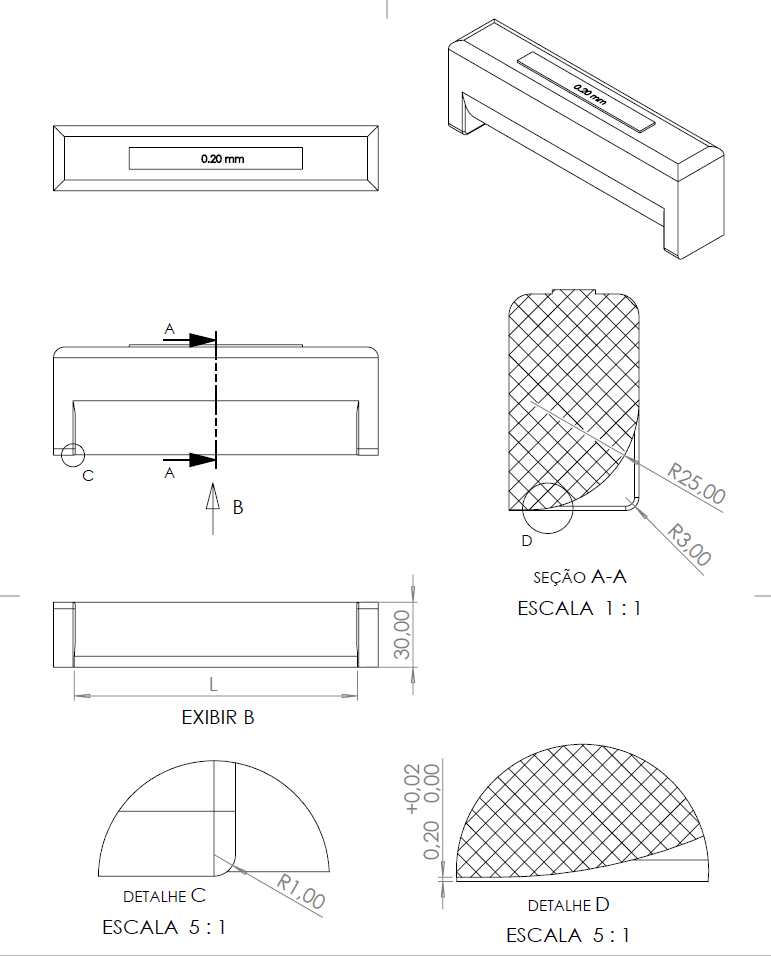 0.20 mm
0.20 mm
A
A
C
B
R25,00
R3,00
D
SEÇÃO A-A
ESCALA 1 : 1
30,00
L
EXIBIR B
R1,00
DETALHE C
ESCALA 5 : 1
+0,02
0,20 0,00
DETALHE D
ESCALA 5 : 1